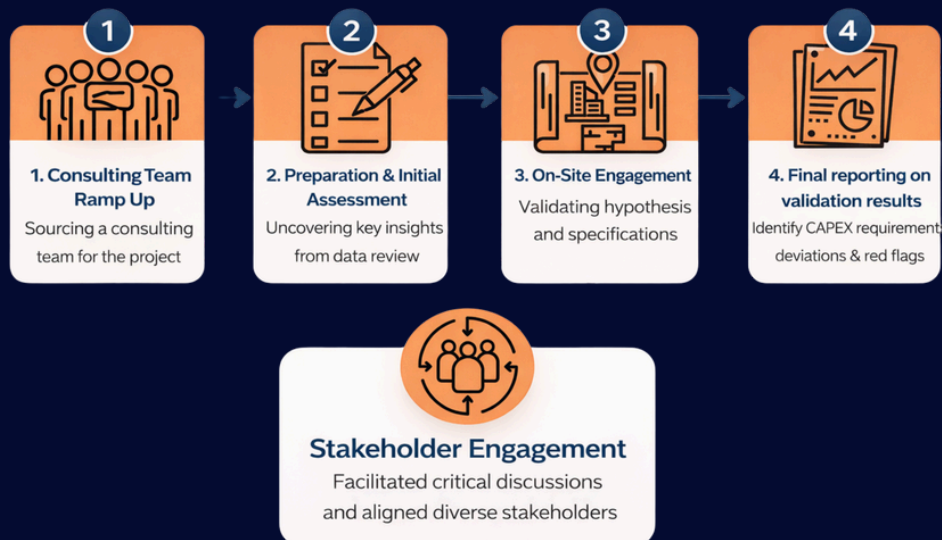 1
2
3
4
1. Consulting Team
Ramp Up
Sourcing a consulting
team for the project
2. Preparation & Initial
Assessment
Uncovering key insights
from data review
3. On-Site Engagement
Validating hypothesis
and specifications
4. Final reporting on
validation results
Identify CAPEX requirement
deviations & red flags
Stakeholder Engagement
Facilitated critical discussions
and aligned diverse stakeholders